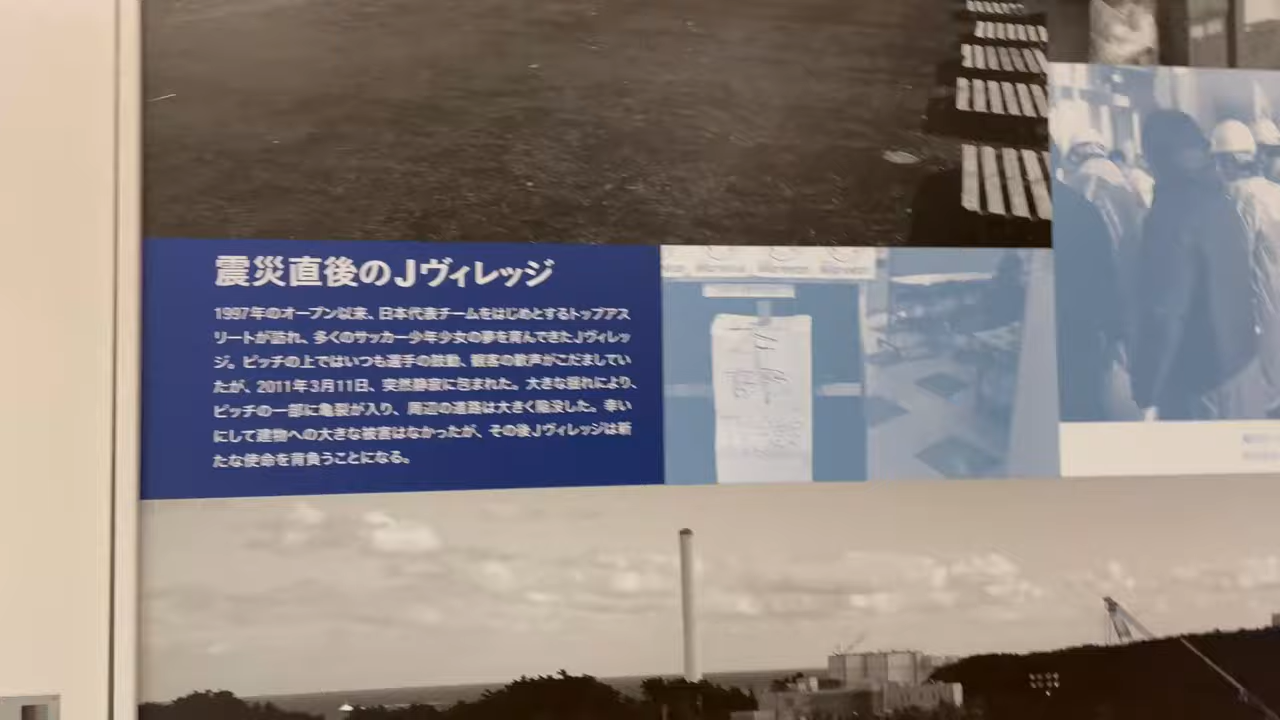 震災直後のJヴィレッジ
1997年のオープン以来、日本代表チームをはじめとするトップアス
リートが訪れ、多くのサッカー少年少女の夢を育んできたJヴィレッ
ジ。ピッチの上ではいつも選手の鼓動、観客の歓声がこだましてい
たが、2011年3月11日、突然静寂に包まれた。大きな揺れにより、
ピッチの一部に亀裂が入り、周辺の道路は大きく陥没した。幸い
にして建物への大きな被害はなかったが、その後Jヴィレッジは新
たな使命を背負うことになる。